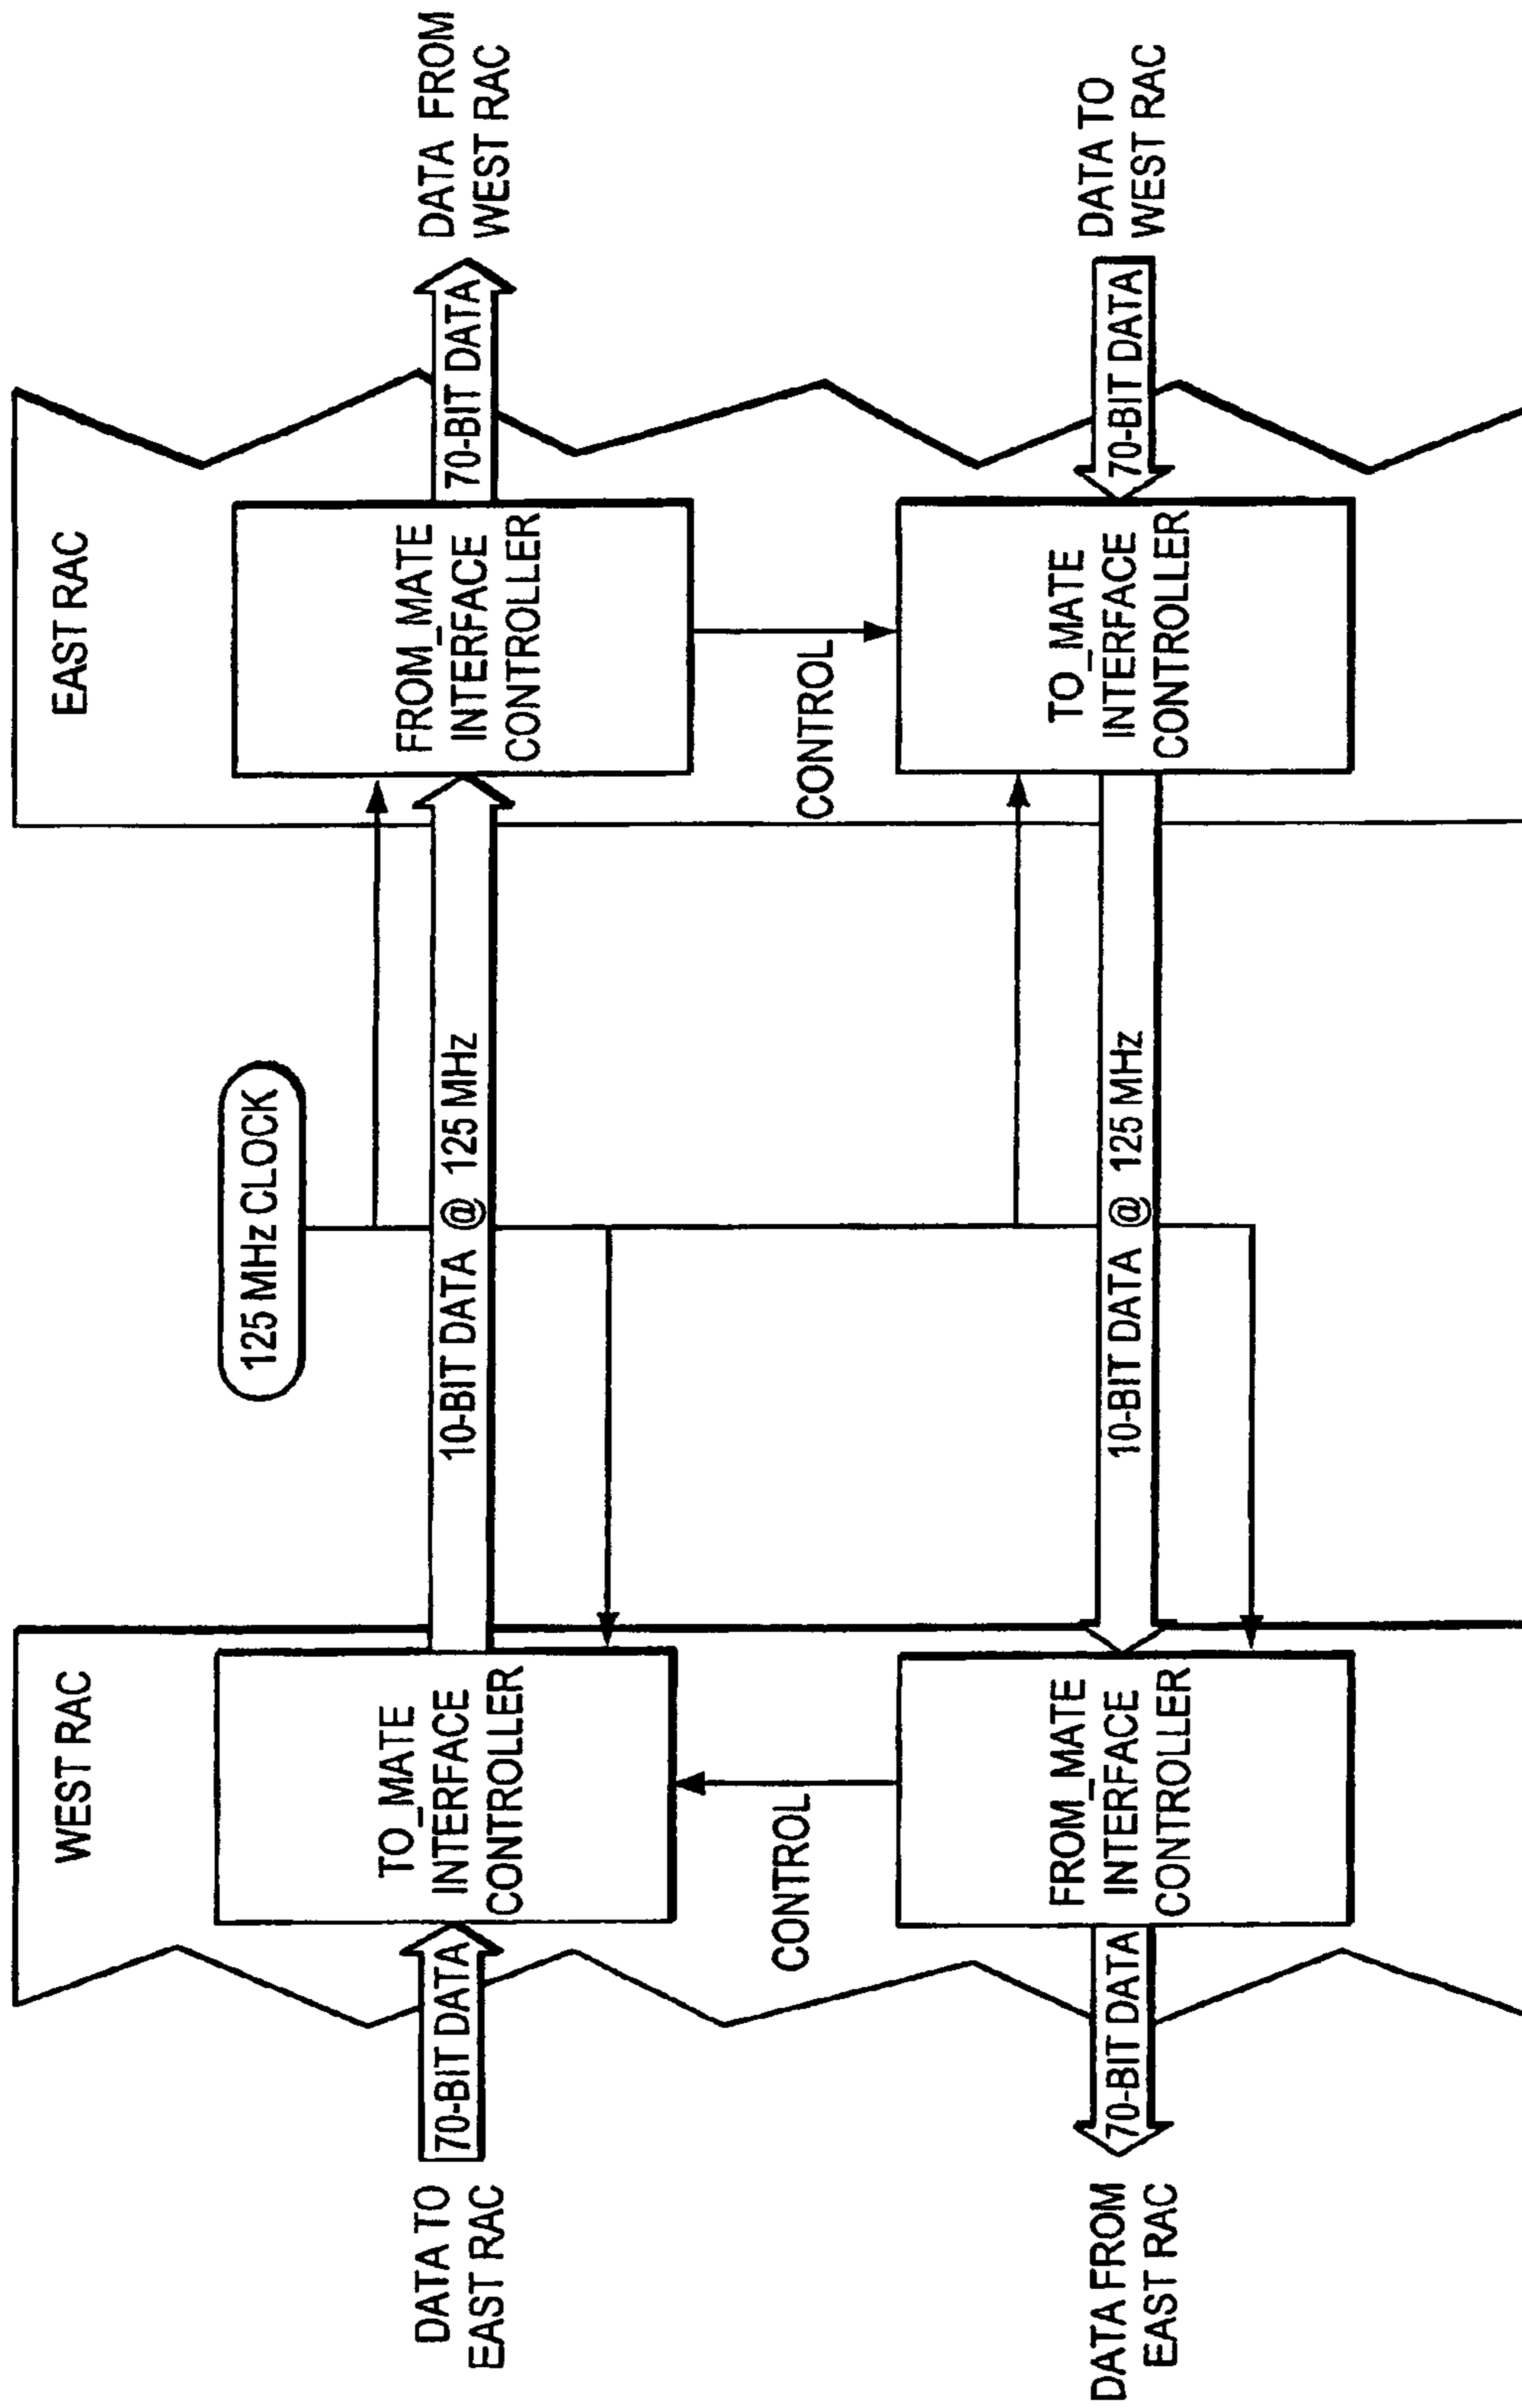 WEST RAC
EAST RAC
125 MHz CLOCK
DATA TO
EAST RAC
70-BIT DATA
TO_MATE
INTERFACE
CONTROLLER
10-BIT DATA @ 125 MHz
FROM_MATE
INTERFACE
CONTROLLER
70-BIT DATA
DATA FROM
WEST RAC
CONTROL
CONTROL
DATA FROM
EAST RAC
70-BIT DATA
FROM_MATE
INTERFACE
CONTROLLER
10-BIT DATA @ 125 MHz
TO_MATE
INTERFACE
CONTROLLER
70-BIT DATA
DATA TO
WEST RAC